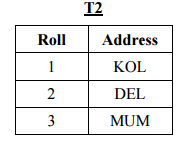 T2
Roll Address
1 KOL
2 DEL
3 MUM